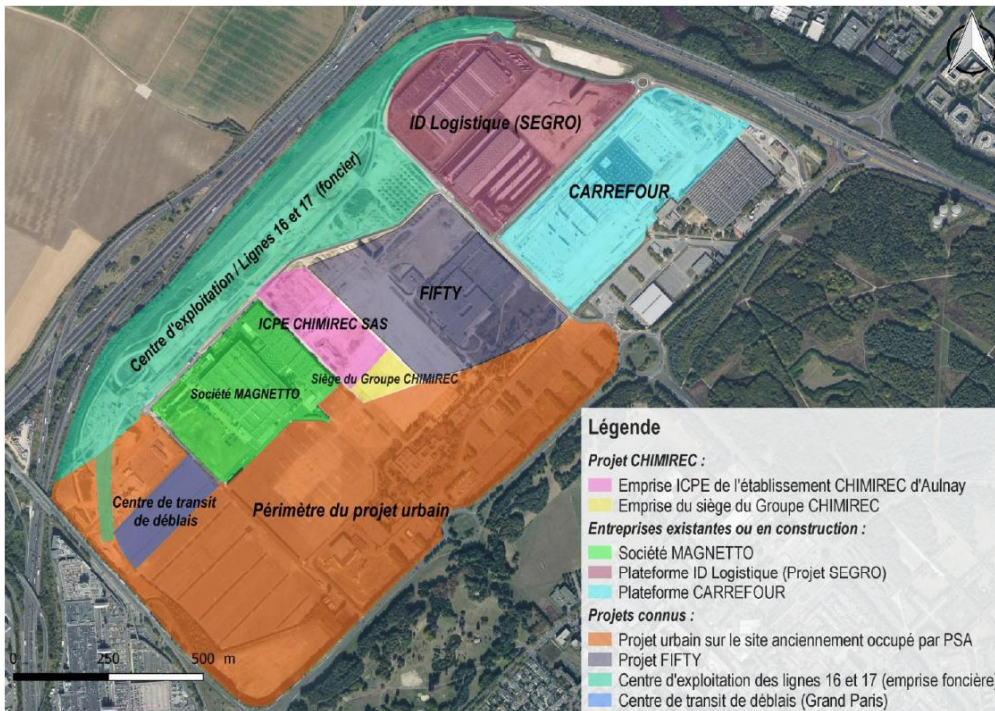 ID Logistique (SEGRO)
CARREFOUR
Centre d'exploitation / Lignes 16 et 17 (foncier)
FIFTY
ICPE CHIMIREC SAS
Siège du Groupe CHIMIREC
Société MAGNETTO
Centre de transit
de déblais
Périmètre du projet urbain
0 250 500 m
Légende
Projet CHIMIREC :
Emprise ICPE de l'établissement CHIMIREC d'Aulnay
Emprise du siège du Groupe CHIMIREC
Entreprises existantes ou en construction :
Société MAGNETTO
Plateforme ID Logistique (Projet SEGRO)
Plateforme CARREFOUR
Projets connus :
Projet urbain sur le site anciennement occupé par PSA
Projet FIFTY
Centre d'exploitation des lignes 16 et 17 (emprise foncière)
Centre de transit de déblais (Grand Paris)